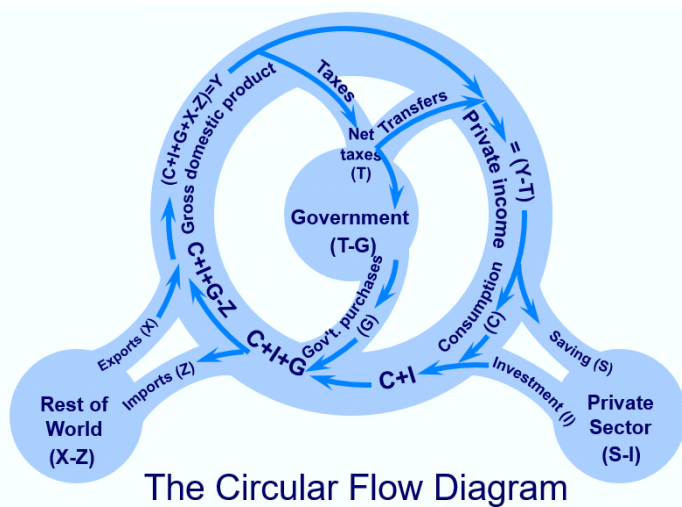 (C+I+G+X-Z)=Y
Gross domestic product
Taxes
Transfers
Net
taxes
(T)
= (Y-T)
Private income
Government
(T-G)
C+I+G-Z
Gov't. purchases
(G)
Consumption
(C)
C+I+G
C+I
Exports (X)
Imports (Z)
Saving (S)
Investment (I)
Rest of
World
(X-Z)
Private
Sector
(S-I)
The Circular Flow Diagram